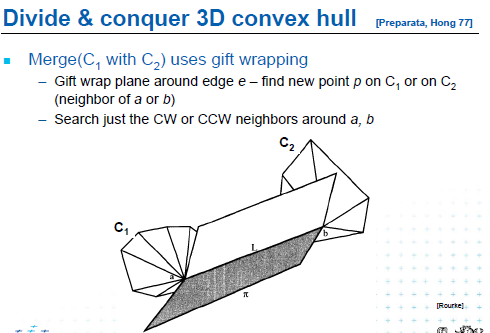 Divide & conquer 3D convex hull [Preparata, Hong 77]
Merge(C1 with C2) uses gift wrapping
– Gift wrap plane around edge e – find new point p on C1 or on C2
(neighbor of a or b)
– Search just the CW or CCW neighbors around a, b
C2
C1
b
L
a
π
[Rourke]